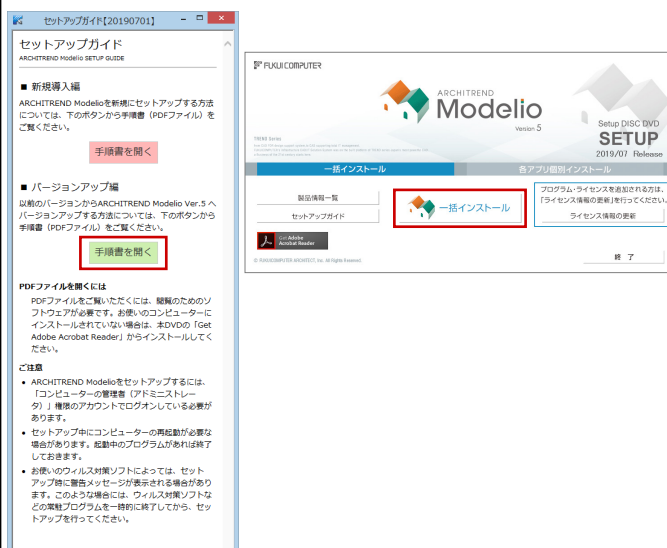 セットアップガイド【20190701】
セットアップガイド
ARCHITREND Modelio SETUP GUIDE
■ 新規導入編
ARCHITREND Modelioを新規にセットアップする方法
については、下のボタンから手順書（PDFファイル）を
ご覧ください。
手順書を開く
■ バージョンアップ編
以前のバージョンからARCHITREND Modelio Ver.5 へ
バージョンアップする方法については、下のボタンから
手順書（PDFファイル）をご覧ください。
手順書を開く
PDFファイルを開くには
PDFファイルをご覧いただくには、閲覧のためのソ
フトウェアが必要です。お使いのコンピューターに
インストールされていない場合は、本DVDの「Get
Adobe Acrobat Reader」からインストールしてく
ださい。
ご注意
• ARCHITREND Modelioをセットアップするには、
「コンピューターの管理者（アドミニストレー
タ）」権限のアカウントでログオンしている必要が
あります。
• セットアップ中にコンピューターの再起動が必要な
場合があります。起動中のプログラムがあれば終了
しておきます。
• お使いのウィルス対策ソフトによっては、セット
アップ時に警告メッセージが表示される場合があり
ます。このような場合には、ウィルス対策ソフトな
どの常駐プログラムを一時的に終了してから、セッ
トアップを行ってください。
FUKUI COMPUTER
ARCHITREND
Modelio
Version 5
Setup DISC DVD
SETUP
2019/07 Release
TREND Series
一括インストール
各アプリ個別インストール
製品情報一覧
セットアップガイド
一括インストール
プログラム・ライセンスを追加される方は、
「ライセンス情報の更新」を行ってください。
ライセンス情報の更新
Get Adobe
Acrobat Reader
© FUKUI COMPUTER ARCHITECT, Inc. All Rights Reserved.
終 了